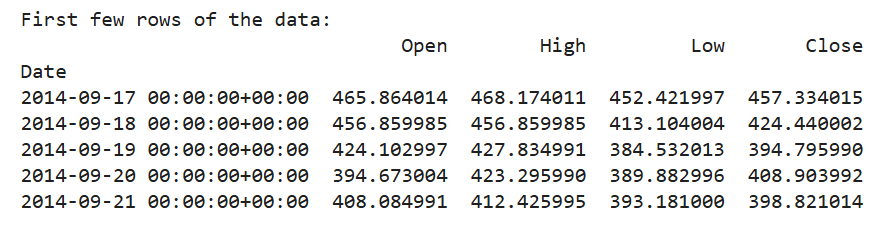 First few rows of the data:
Open High Low Close
Date
2014-09-17 00:00:00+00:00 465.864014 468.174011 452.421997 457.334015
2014-09-18 00:00:00+00:00 456.859985 456.859985 413.104004 424.440002
2014-09-19 00:00:00+00:00 424.102997 427.834991 384.532013 394.795990
2014-09-20 00:00:00+00:00 394.673004 423.295990 389.882996 408.903992
2014-09-21 00:00:00+00:00 408.084991 412.425995 393.181000 398.821014